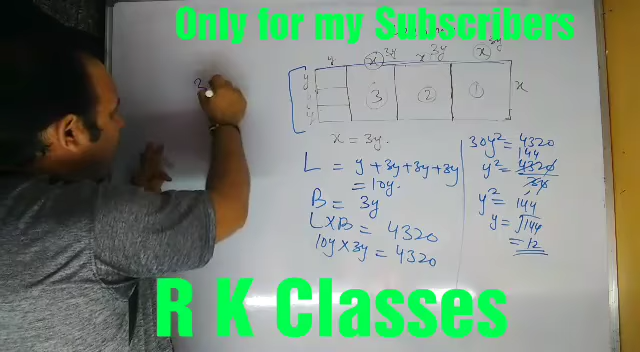 Only for my Subscribers
y x 3y x 3y x 3y
y
y
y
3 2 1 x
x = 3y.
L = y + 3y + 3y + 3y
= 10y.
B = 3y
L × B = 4320
10y × 3y = 4320
30y² = 4320
144
y² = 4320
30
y² = 144
y = √144
= 12
3
R K Classes